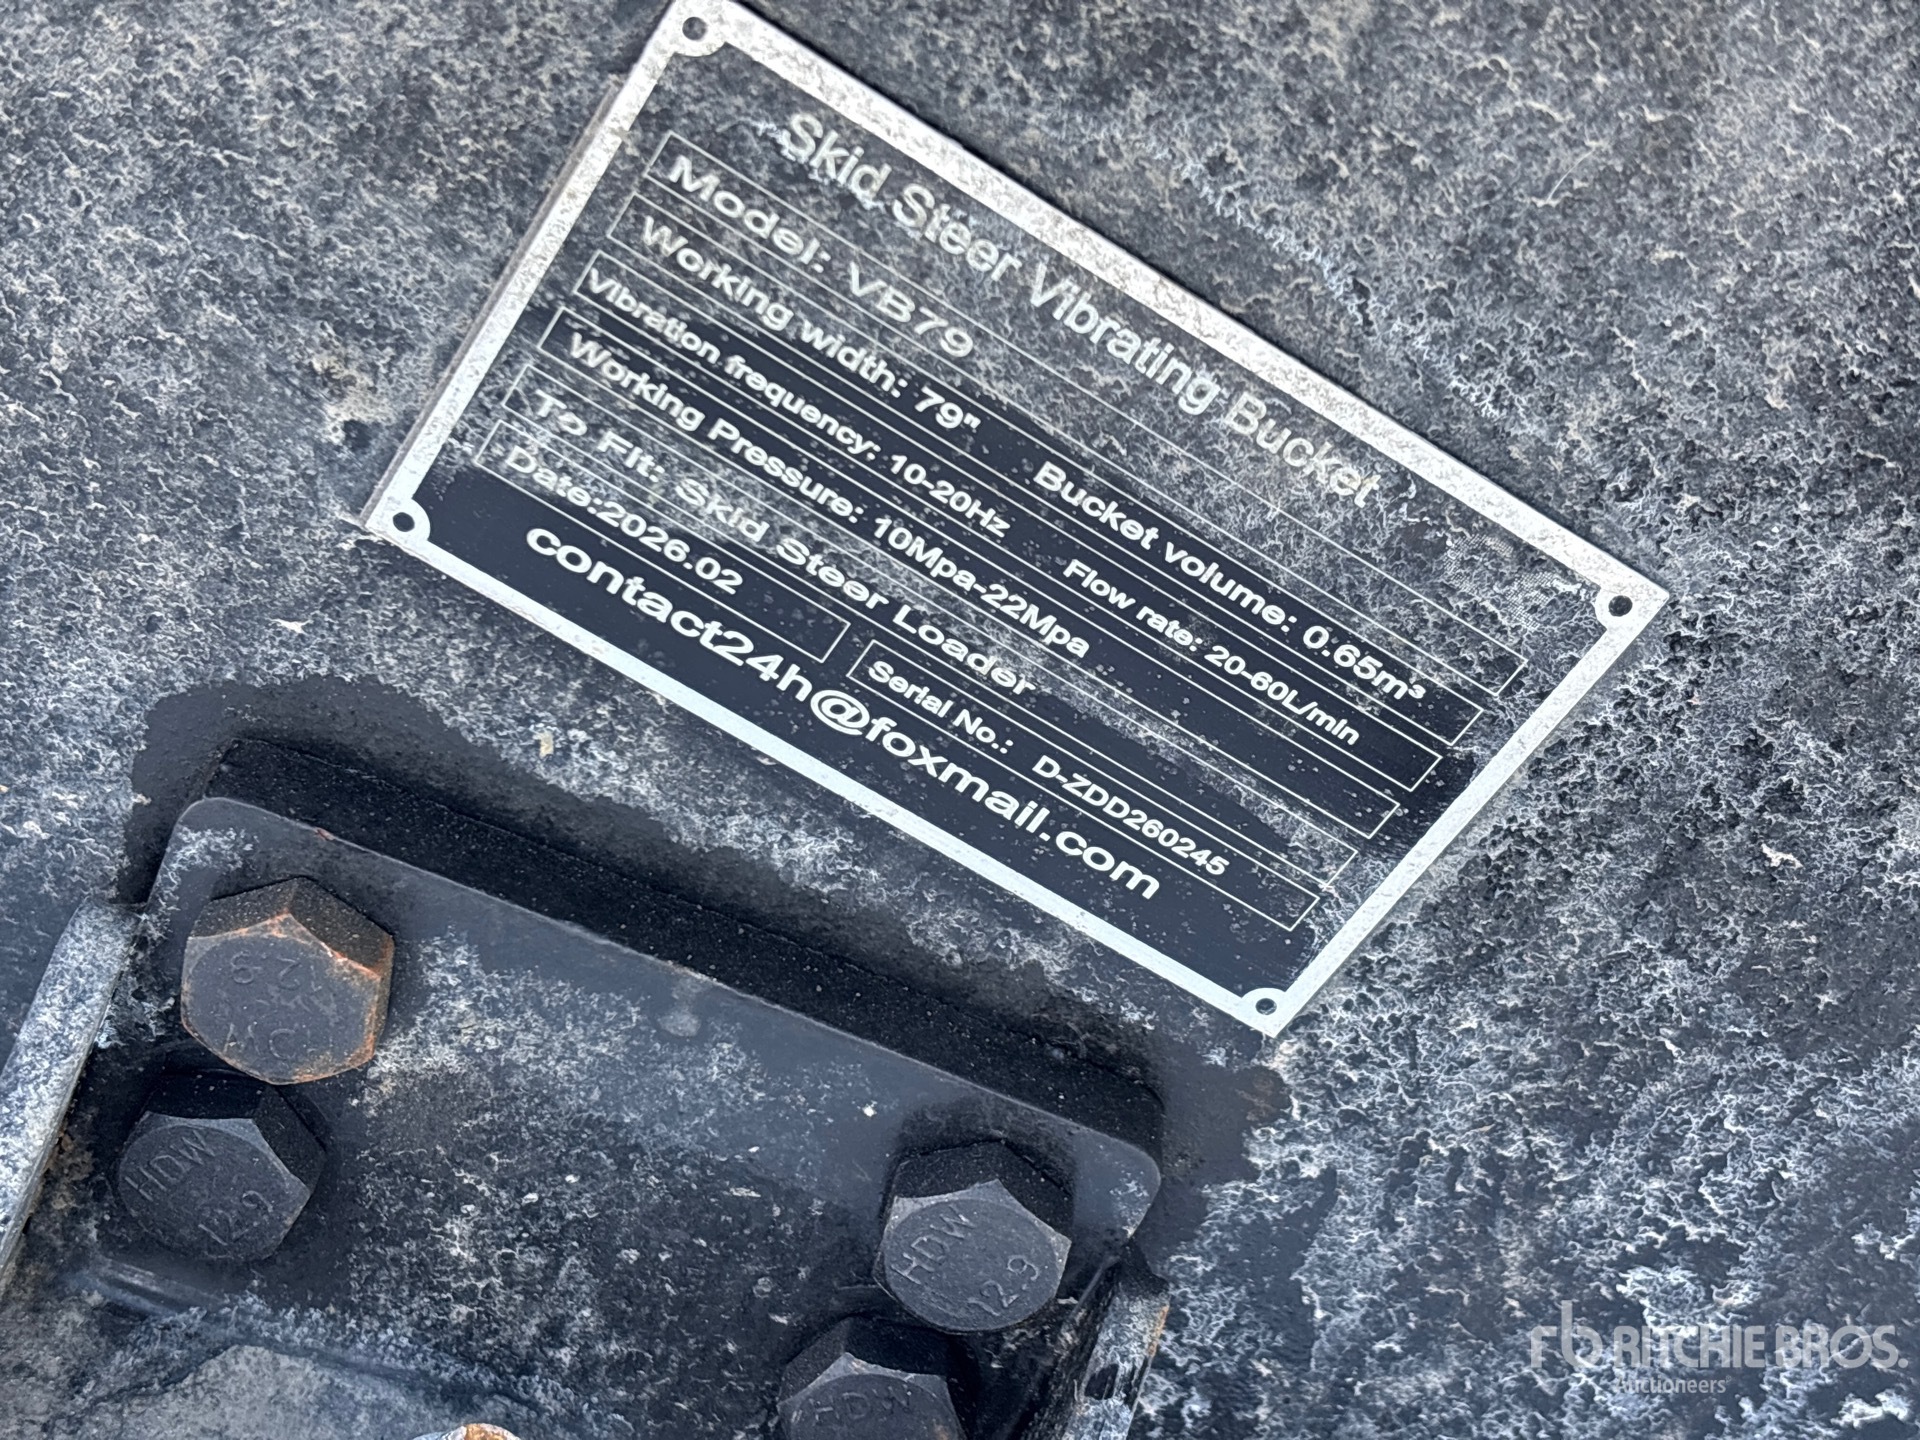 Skid Steer Vibrating Bucket
Model: VB79
Working width: 79" Bucket volume: 0.65m³
Vibration frequency: 10-20Hz Flow rate: 20-60L/min
Working Pressure: 10Mpa-22Mpa
To Fit: Skid Steer Loader
Date:2026.02 Serial No.: D-ZDD260245
contact24h@foxmail.com
HDW
12.9
HDW
12.9
HDW
rb RITCHIE BROS.
Auctioneers